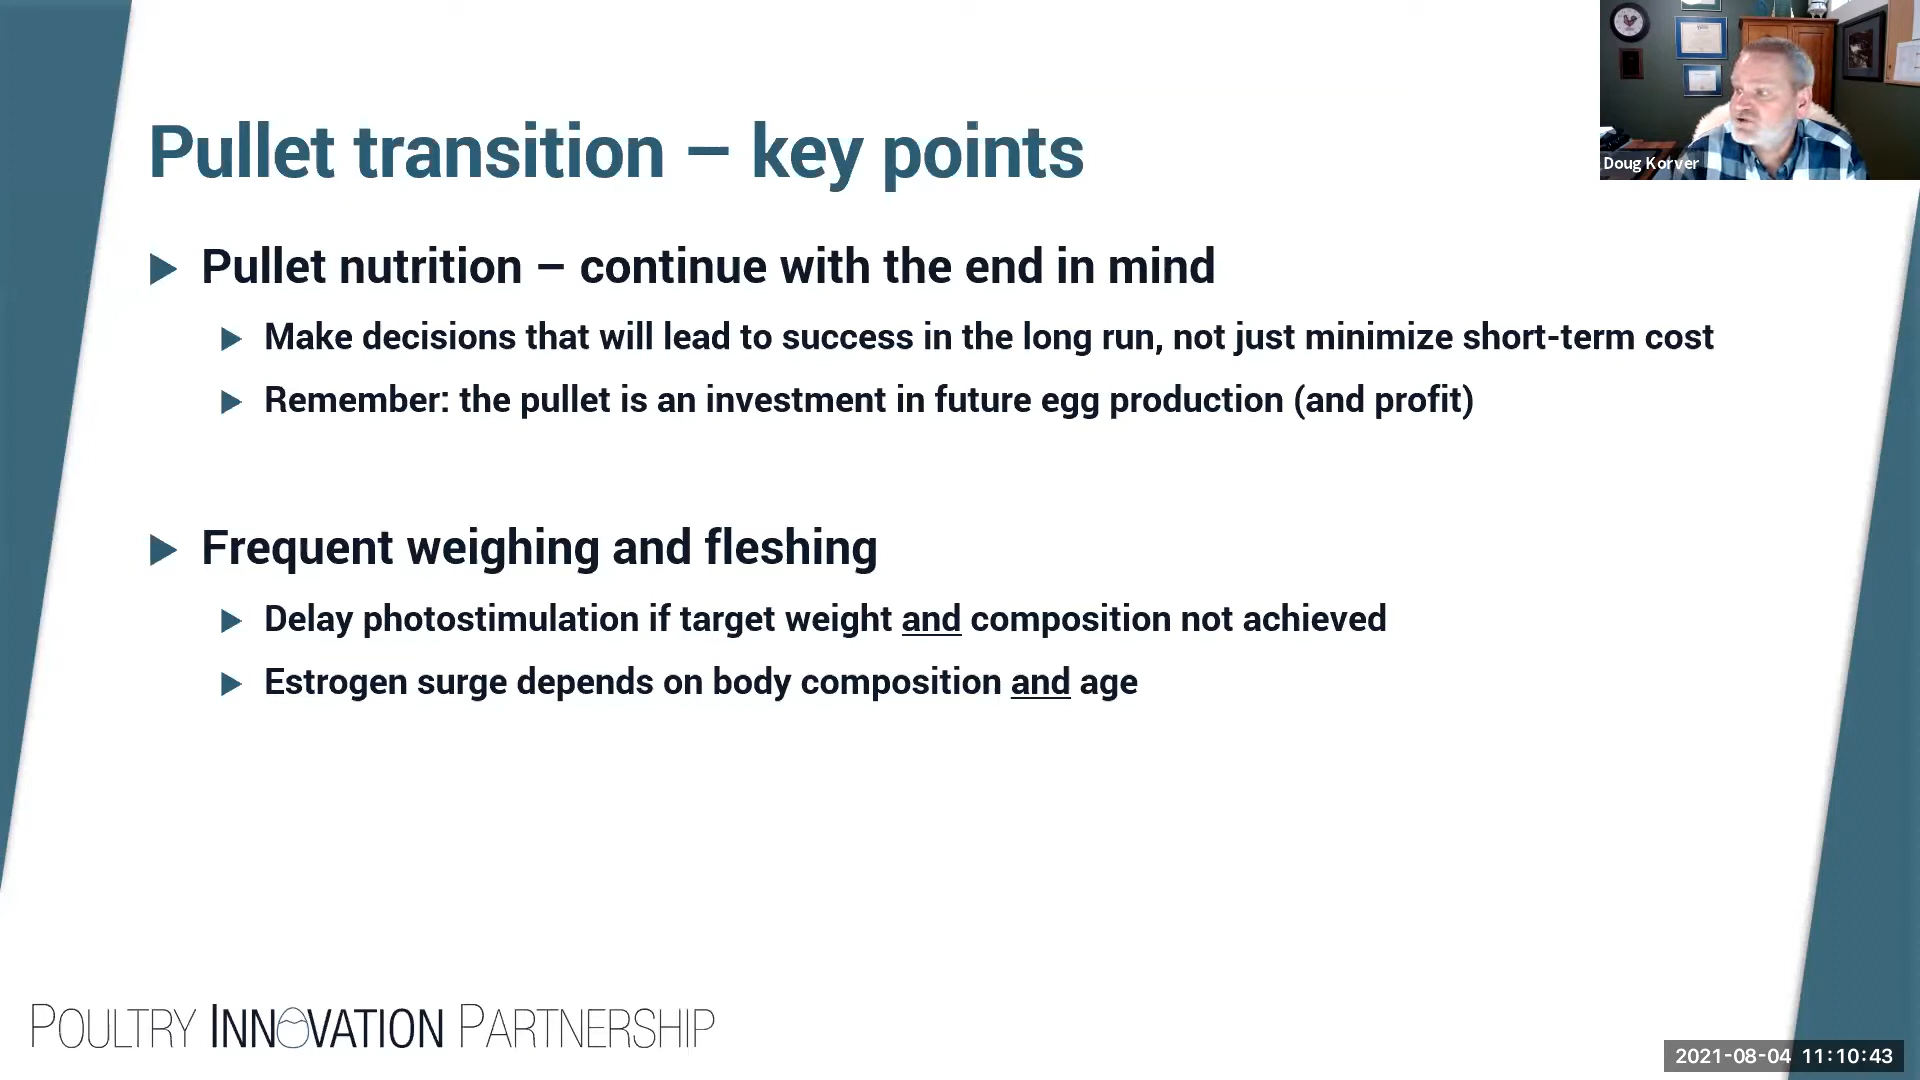 Pullet transition – key points
Doug Korver
Pullet nutrition – continue with the end in mind
Make decisions that will lead to success in the long run, not just minimize short-term cost
Remember: the pullet is an investment in future egg production (and profit)
Frequent weighing and fleshing
Delay photostimulation if target weight and composition not achieved
Estrogen surge depends on body composition and age
POULTRY INNOVATION PARTNERSHIP
2021-08-04 11:10:43